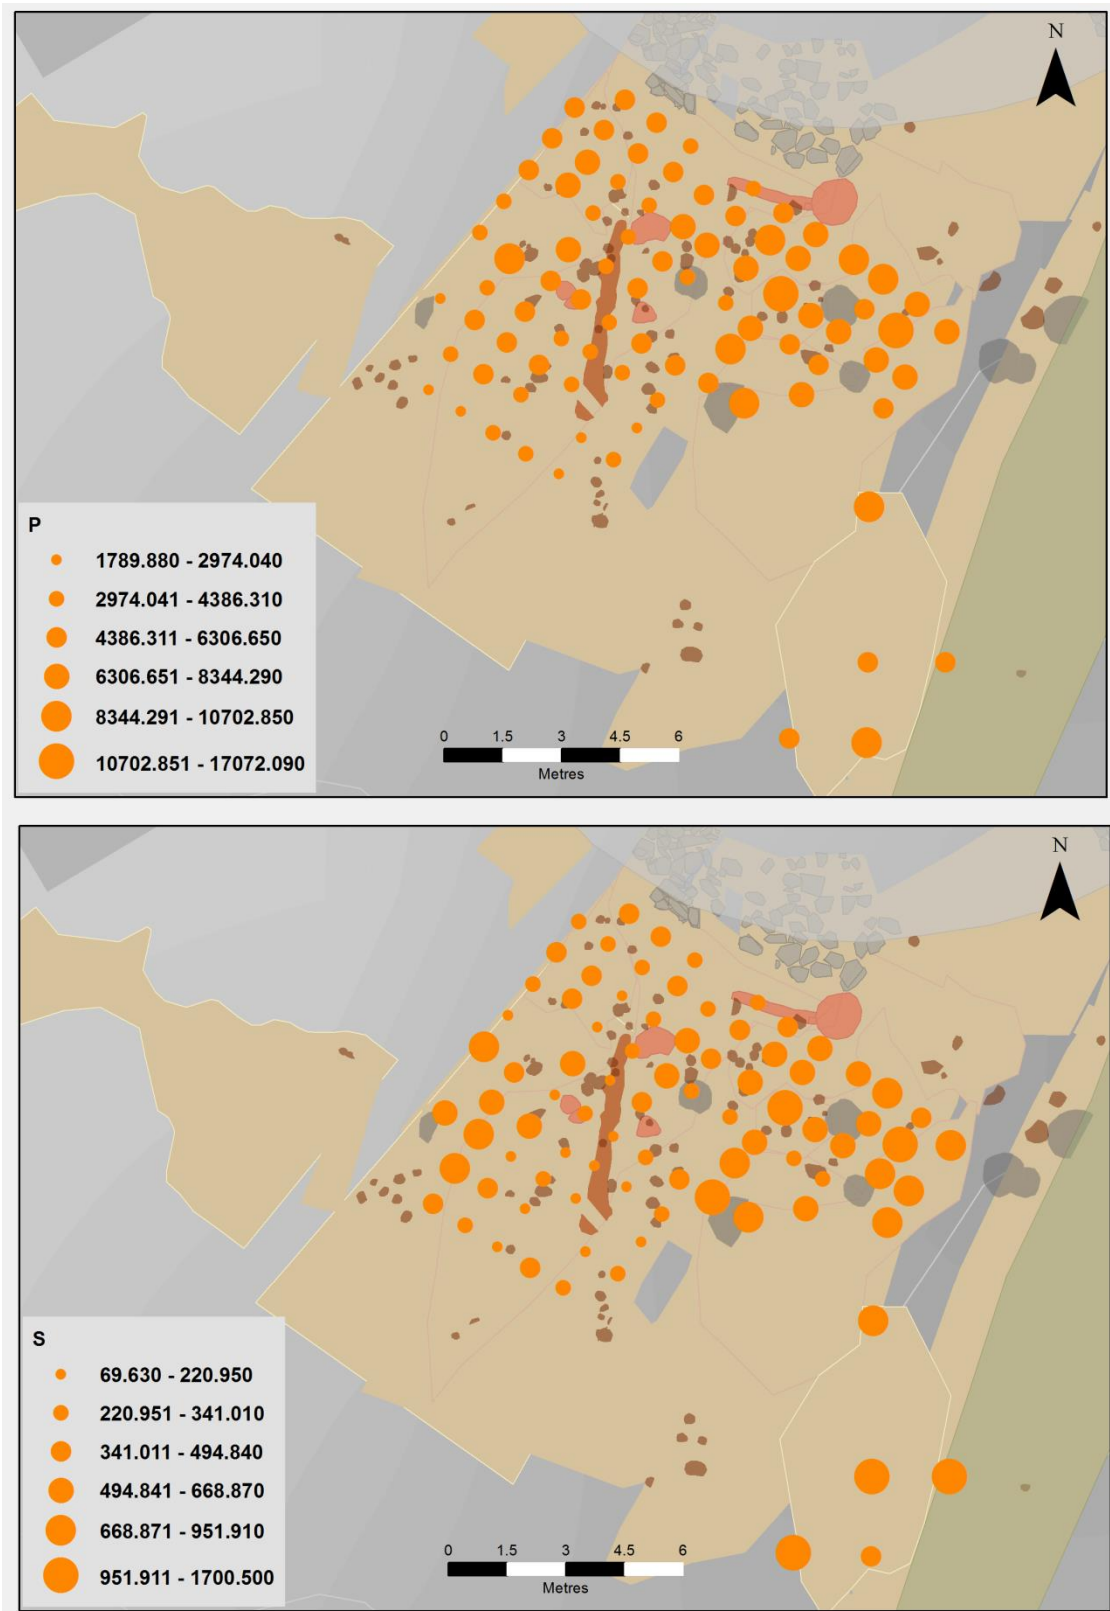 N
P
1789.880 - 2974.040
2974.041 - 4386.310
4386.311 - 6306.650
6306.651 - 8344.290
8344.291 - 10702.850
10702.851 - 17072.090
0 1.5 3 4.5 6
Metres
N
S
69.630 - 220.950
220.951 - 341.010
341.011 - 494.840
494.841 - 668.870
668.871 - 951.910
951.911 - 1700.500
0 1.5 3 4.5 6
Metres